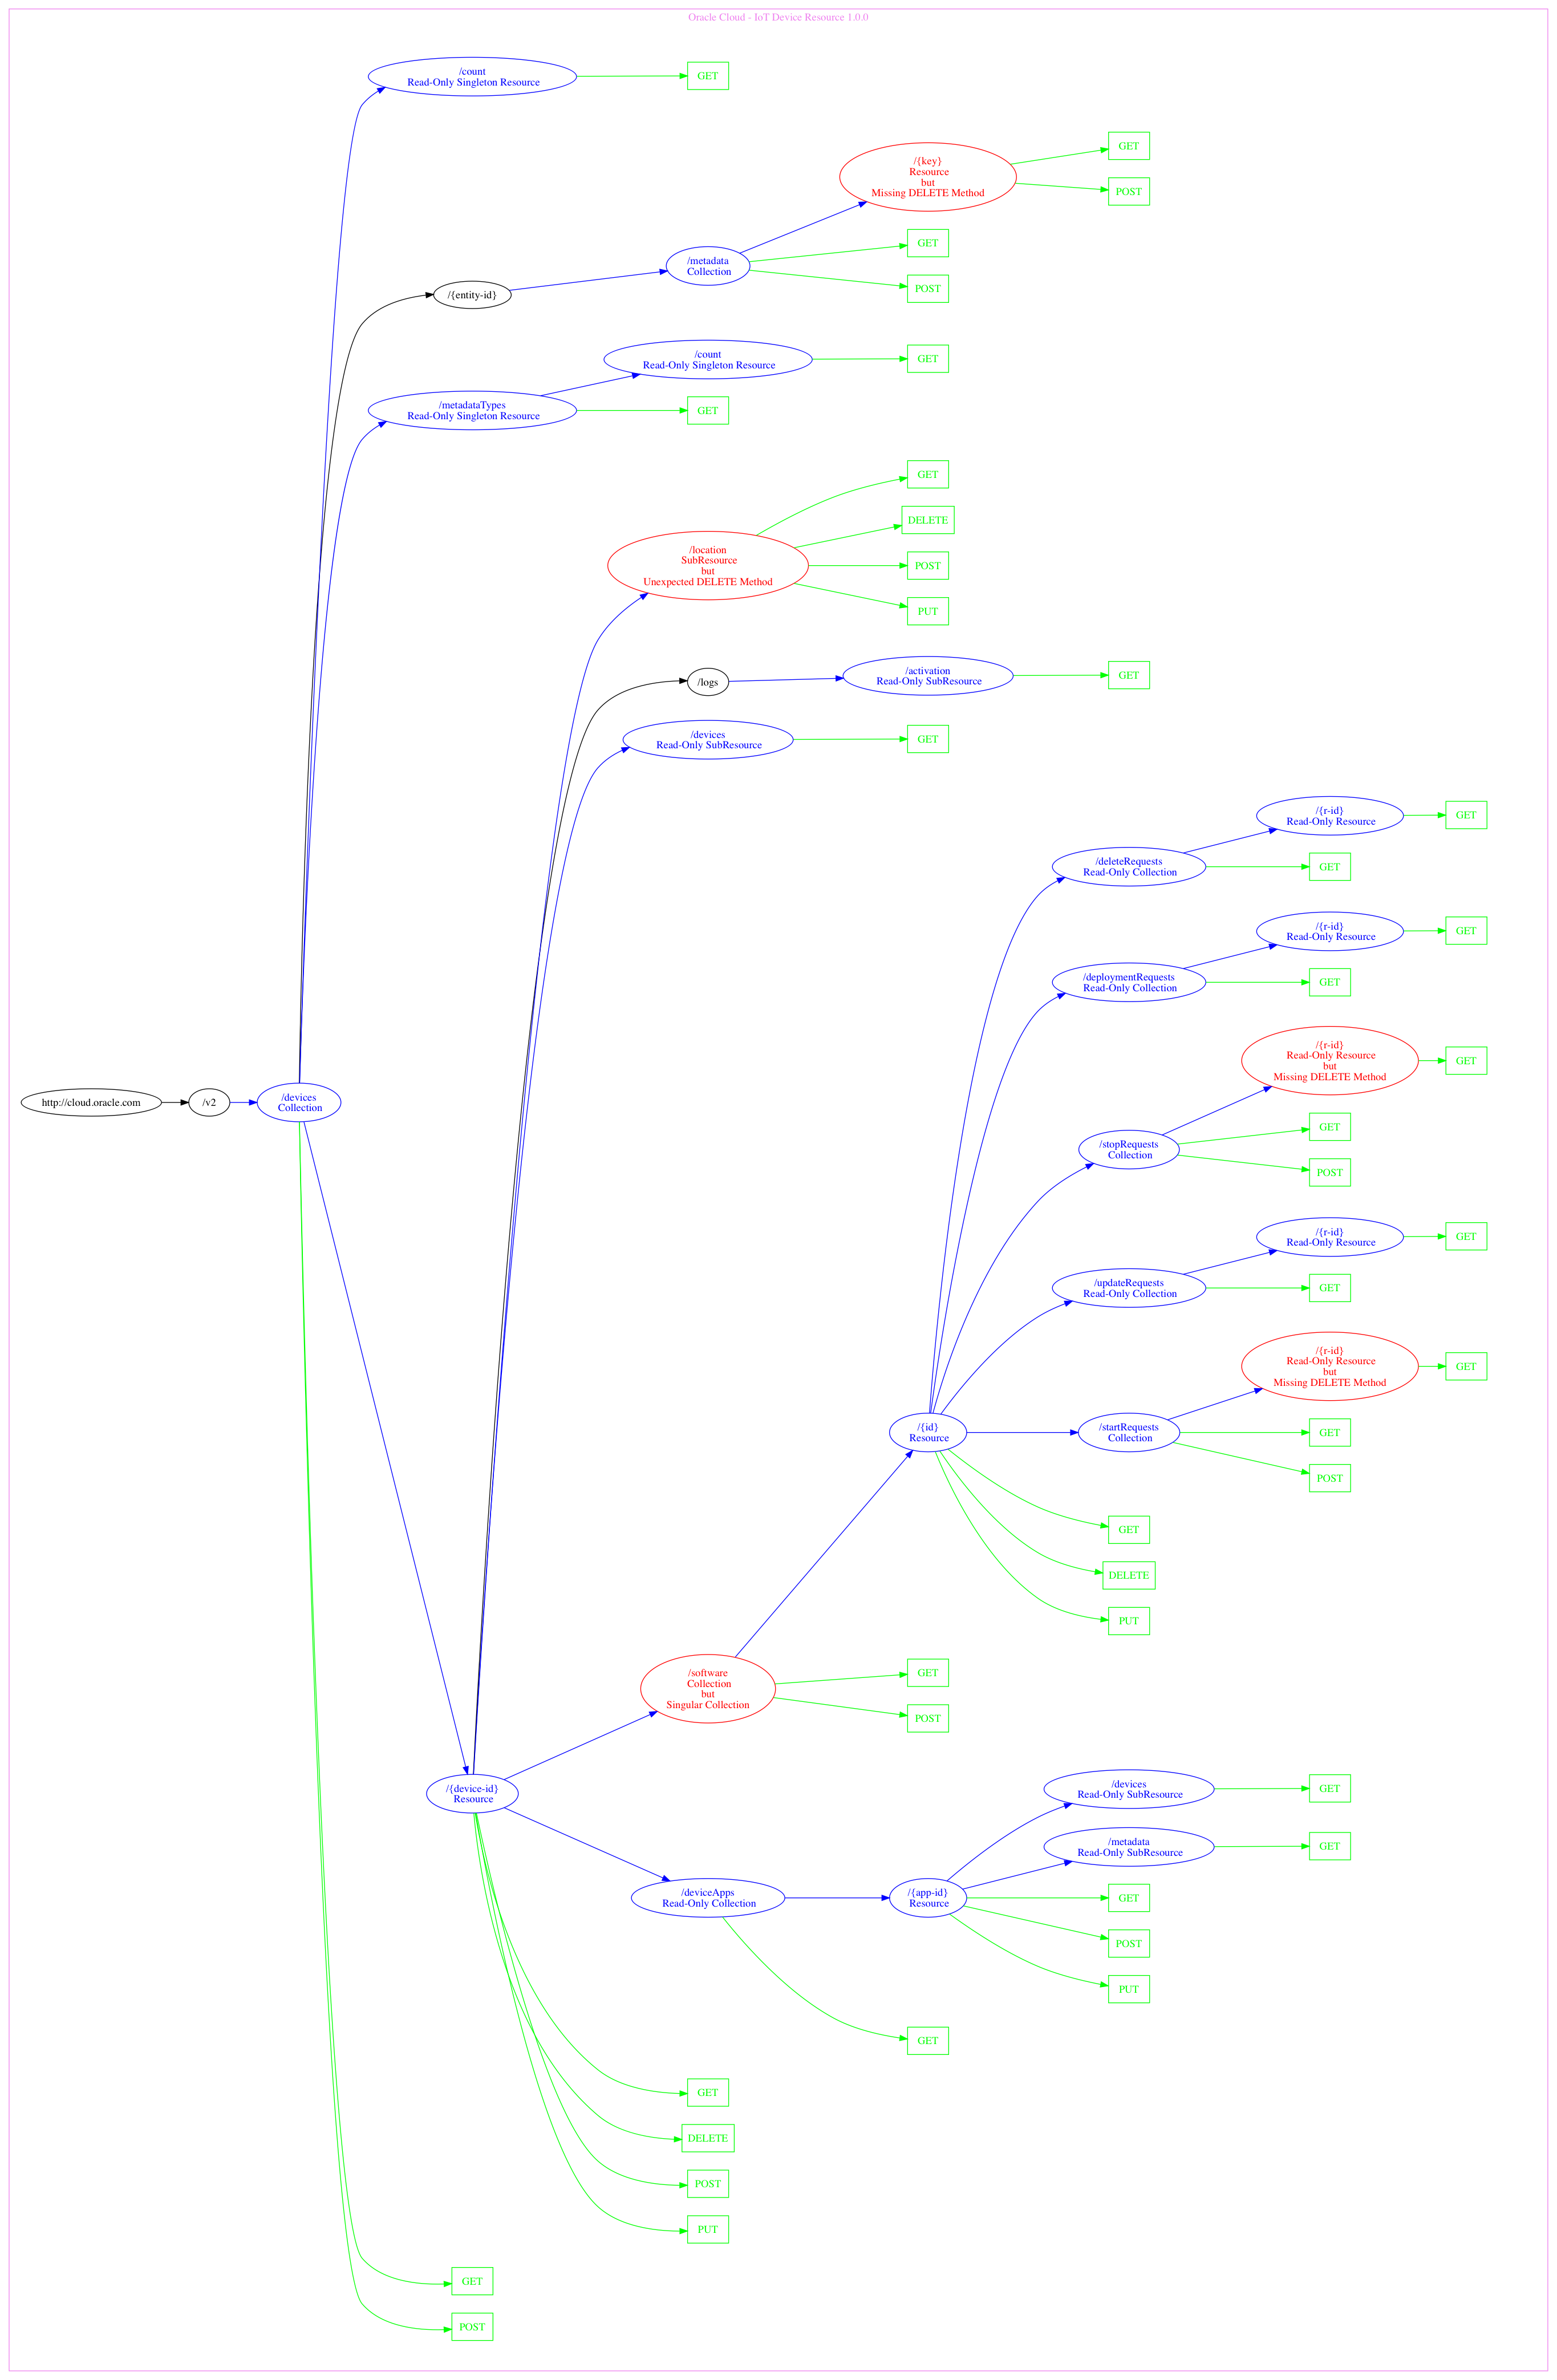 Oracle Cloud - IoT Device Resource 1.0.0
/count
Read-Only Singleton Resource
GET
/{key}
Resource
but
Missing DELETE Method
GET
POST
/metadata
Collection
GET
POST
/{entity-id}
/count
Read-Only Singleton Resource
GET
/metadataTypes
Read-Only Singleton Resource
GET
/location
SubResource
but
Unexpected DELETE Method
GET
DELETE
POST
PUT
/logs
/activation
Read-Only SubResource
GET
/devices
Read-Only SubResource
GET
/{r-id}
Read-Only Resource
GET
/deleteRequests
Read-Only Collection
GET
/{r-id}
Read-Only Resource
GET
/deploymentRequests
Read-Only Collection
GET
/{r-id}
Read-Only Resource
but
Missing DELETE Method
GET
http://cloud.oracle.com
/v2
/devices
Collection
/stopRequests
Collection
GET
POST
/{r-id}
Read-Only Resource
GET
/updateRequests
Read-Only Collection
GET
/{r-id}
Read-Only Resource
but
Missing DELETE Method
GET
/{id}
Resource
/startRequests
Collection
GET
POST
GET
DELETE
PUT
/software
Collection
but
Singular Collection
GET
POST
/{device-id}
Resource
/devices
Read-Only SubResource
GET
/metadata
Read-Only SubResource
GET
/deviceApps
Read-Only Collection
/{app-id}
Resource
GET
POST
PUT
GET
GET
DELETE
POST
PUT
GET
POST